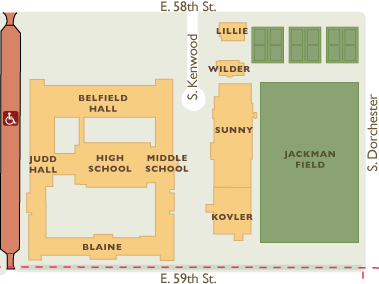 E. 58th St.
LILLIE
S. Kenwood
WILDER
BELFIELD
HALL
SUNNY
S. Dorchester
JUDD
HALL
HIGH
SCHOOL
MIDDLE
SCHOOL
JACKMAN
FIELD
KOVLER
BLAINE
E. 59th St.